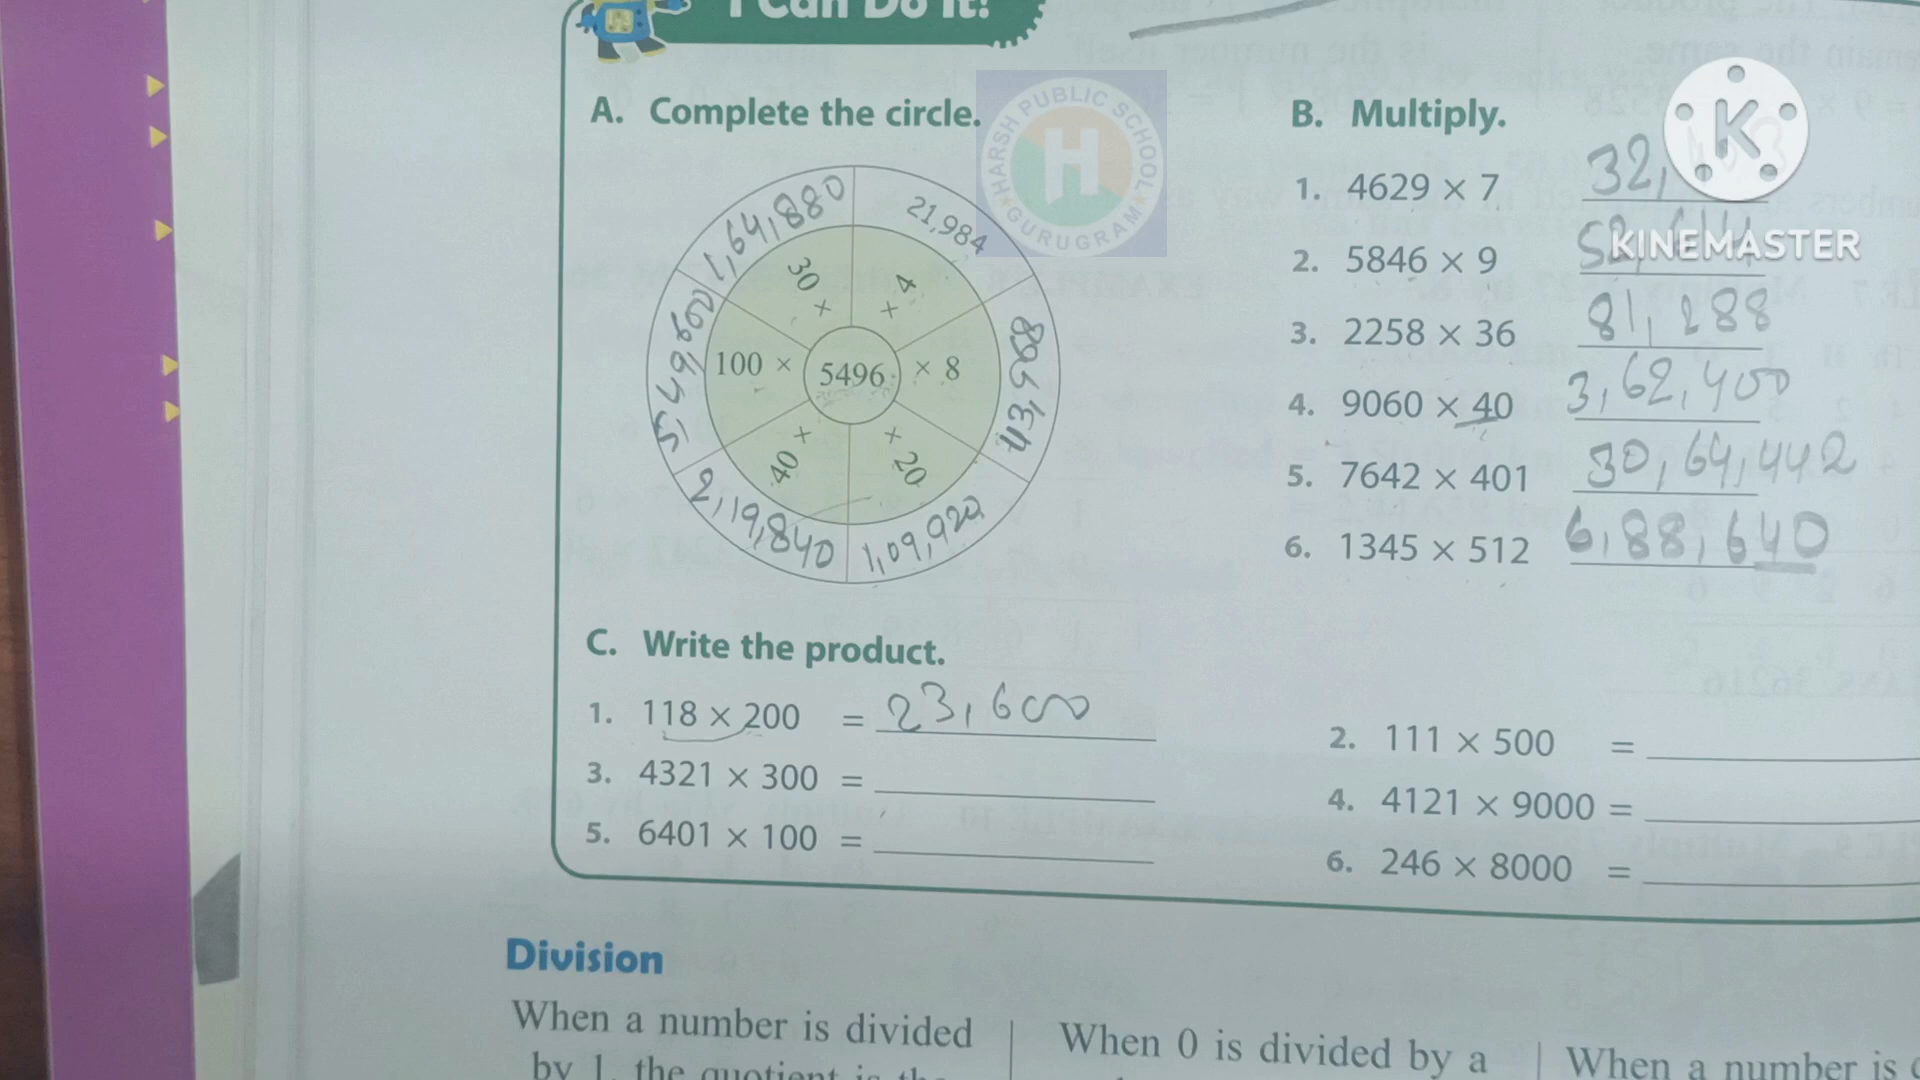 I Can Do It!
A. Complete the circle.
HARSH PUBLIC SCHOOL
GURUGRAM
H
1,64,880
21,984
30 ×
× 4
5,49,600
100 ×
5496
× 8
43,968
40 ×
× 20
2,19,840
1,09,920
B. Multiply.
K
KINEMASTER
1. 4629 × 7 32,
2. 5846 × 9
3. 2258 × 36 81,288
4. 9060 × 40 3,62,400
5. 7642 × 401 30,64,442
6. 1345 × 512 6,88,640
C. Write the product.
1. 118 × 200 = 23,600
2. 111 × 500 =
3. 4321 × 300 =
4. 4121 × 9000 =
5. 6401 × 100 =
6. 246 × 8000 =
Division
When a number is divided
by 1, the quotient is the
When 0 is divided by a
When a number is